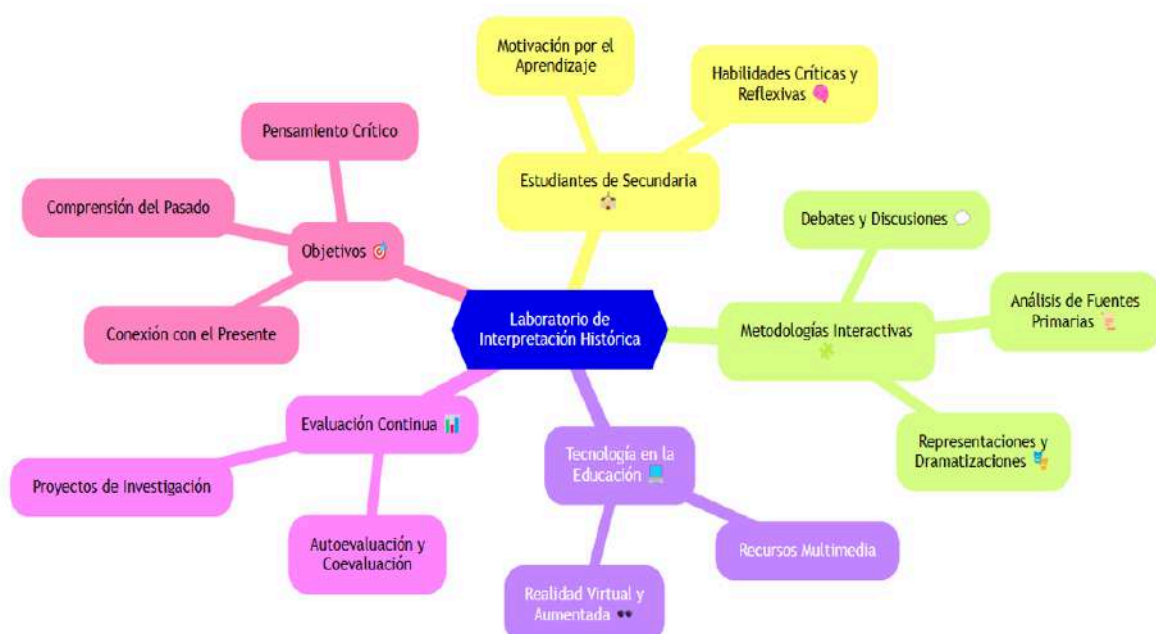 Laboratorio de
Interpretación Histórica
Estudiantes de Secundaria
Motivación por el
Aprendizaje
Habilidades Críticas y
Reflexivas
Metodologías Interactivas
Debates y Discusiones
Análisis de Fuentes
Primarias
Representaciones y
Dramatizaciones
Tecnología en la
Educación
Recursos Multimedia
Realidad Virtual y
Aumentada
Evaluación Continua
Autoevaluación y
Coevaluación
Proyectos de Investigación
Objetivos
Pensamiento Crítico
Comprensión del Pasado
Conexión con el Presente